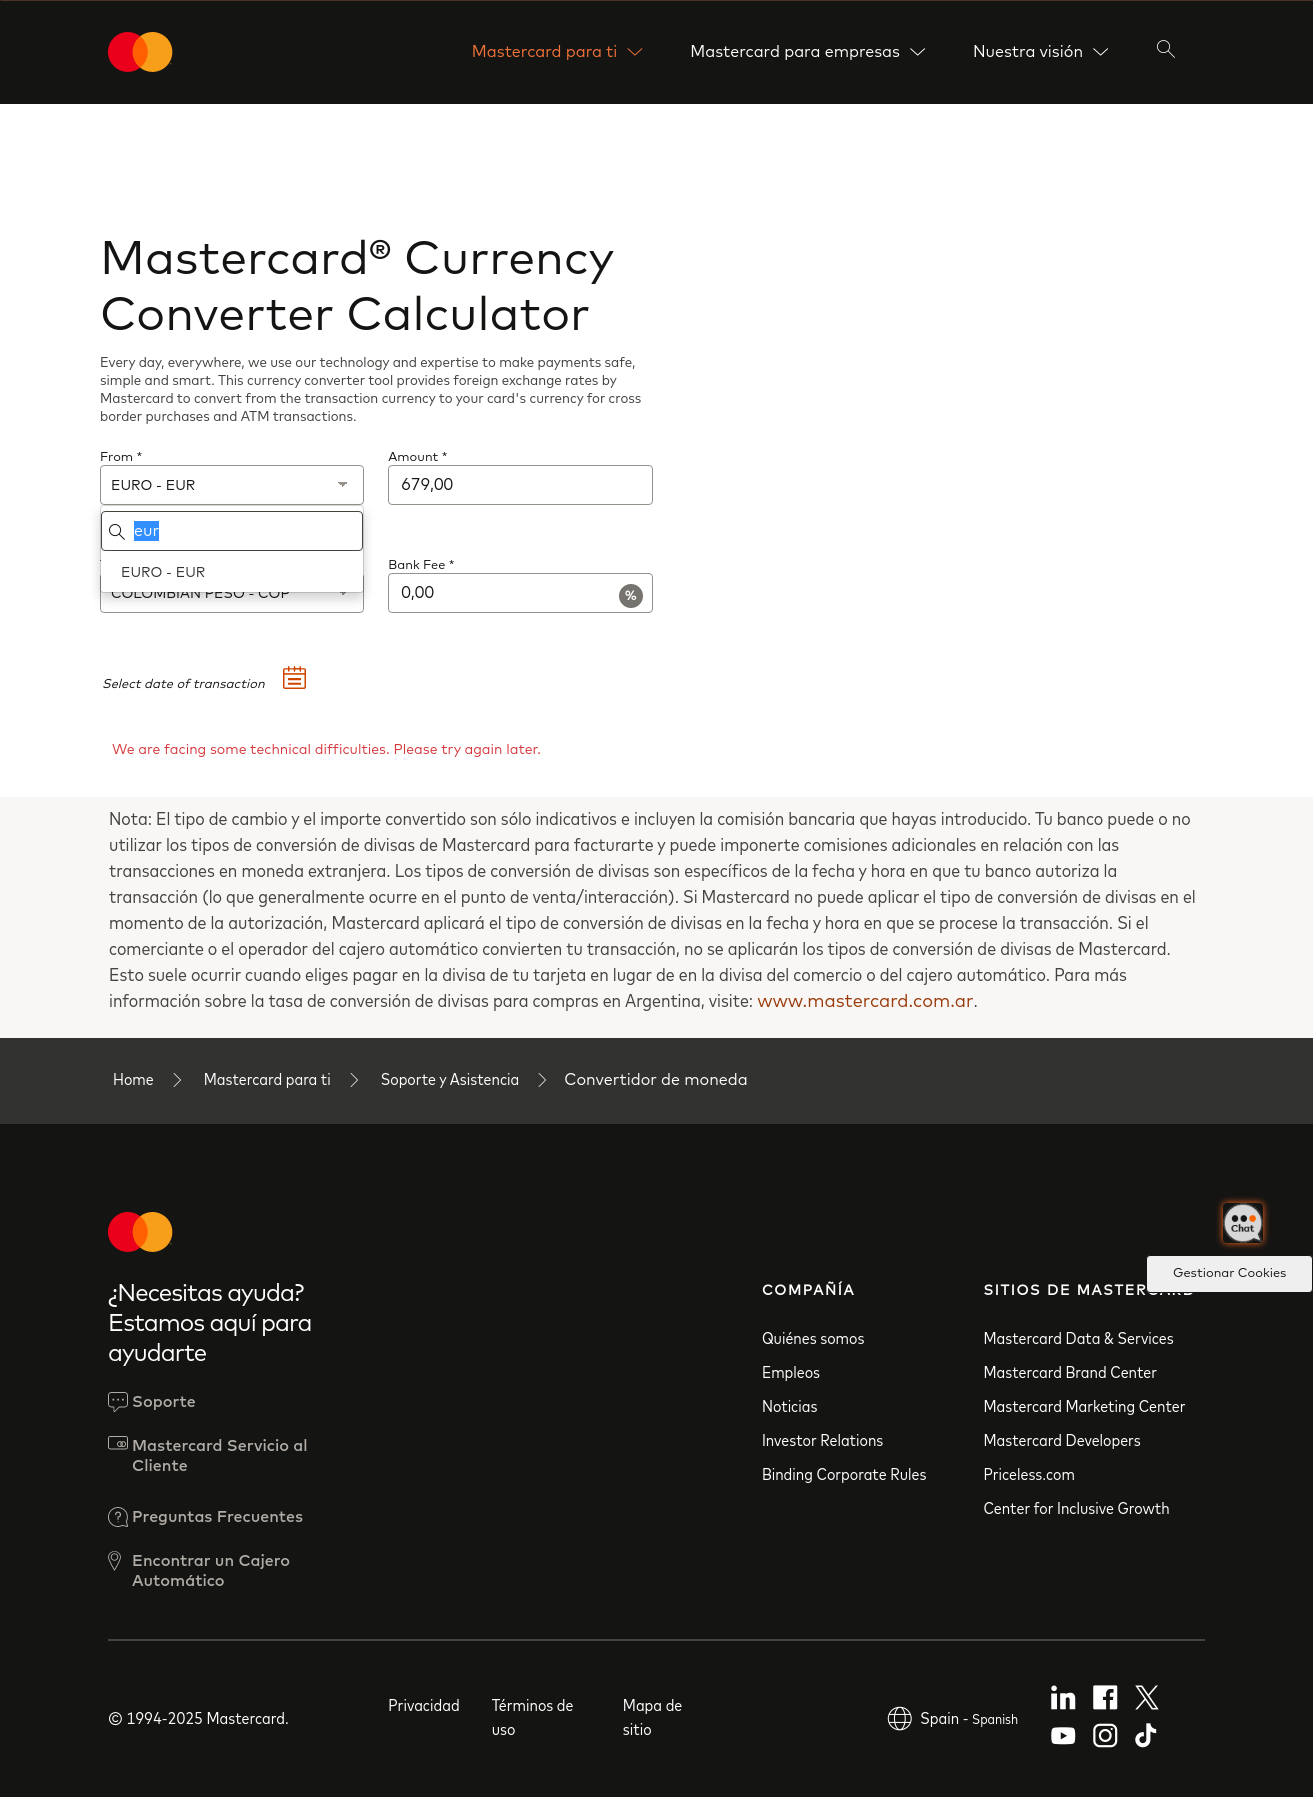 Mastercard para ti
Mastercard para empresas
Nuestra visión
Mastercard® Currency
Converter Calculator
Every day, everywhere, we use our technology and expertise to make payments safe,
simple and smart. This currency converter tool provides foreign exchange rates by
Mastercard to convert from the transaction currency to your card's currency for cross
border purchases and ATM transactions.
From *
Amount *
EURO - EUR
679,00
eur
EURO - EUR
Bank Fee *
COLOMBIAN PESO - COP
0,00
%
Select date of transaction
We are facing some technical difficulties. Please try again later.
Nota: El tipo de cambio y el importe convertido son sólo indicativos e incluyen la comisión bancaria que hayas introducido. Tu banco puede o no
utilizar los tipos de conversión de divisas de Mastercard para facturarte y puede imponerte comisiones adicionales en relación con las
transacciones en moneda extranjera. Los tipos de conversión de divisas son específicos de la fecha y hora en que tu banco autoriza la
transacción (lo que generalmente ocurre en el punto de venta/interacción). Si Mastercard no puede aplicar el tipo de conversión de divisas en el
momento de la autorización, Mastercard aplicará el tipo de conversión de divisas en la fecha y hora en que se procese la transacción. Si el
comerciante o el operador del cajero automático convierten tu transacción, no se aplicarán los tipos de conversión de divisas de Mastercard.
Esto suele ocurrir cuando eliges pagar en la divisa de tu tarjeta en lugar de en la divisa del comercio o del cajero automático. Para más
información sobre la tasa de conversión de divisas para compras en Argentina, visite: www.mastercard.com.ar.
Home
Mastercard para ti
Soporte y Asistencia
Convertidor de moneda
Chat
Gestionar Cookies
¿Necesitas ayuda?
Estamos aquí para
ayudarte
Soporte
Mastercard Servicio al
Cliente
Preguntas Frecuentes
Encontrar un Cajero
Automático
COMPAÑÍA
Quiénes somos
Empleos
Noticias
Investor Relations
Binding Corporate Rules
SITIOS DE MASTERCARD
Mastercard Data & Services
Mastercard Brand Center
Mastercard Marketing Center
Mastercard Developers
Priceless.com
Center for Inclusive Growth
© 1994-2025 Mastercard.
Privacidad
Términos de
uso
Mapa de
sitio
Spain - Spanish